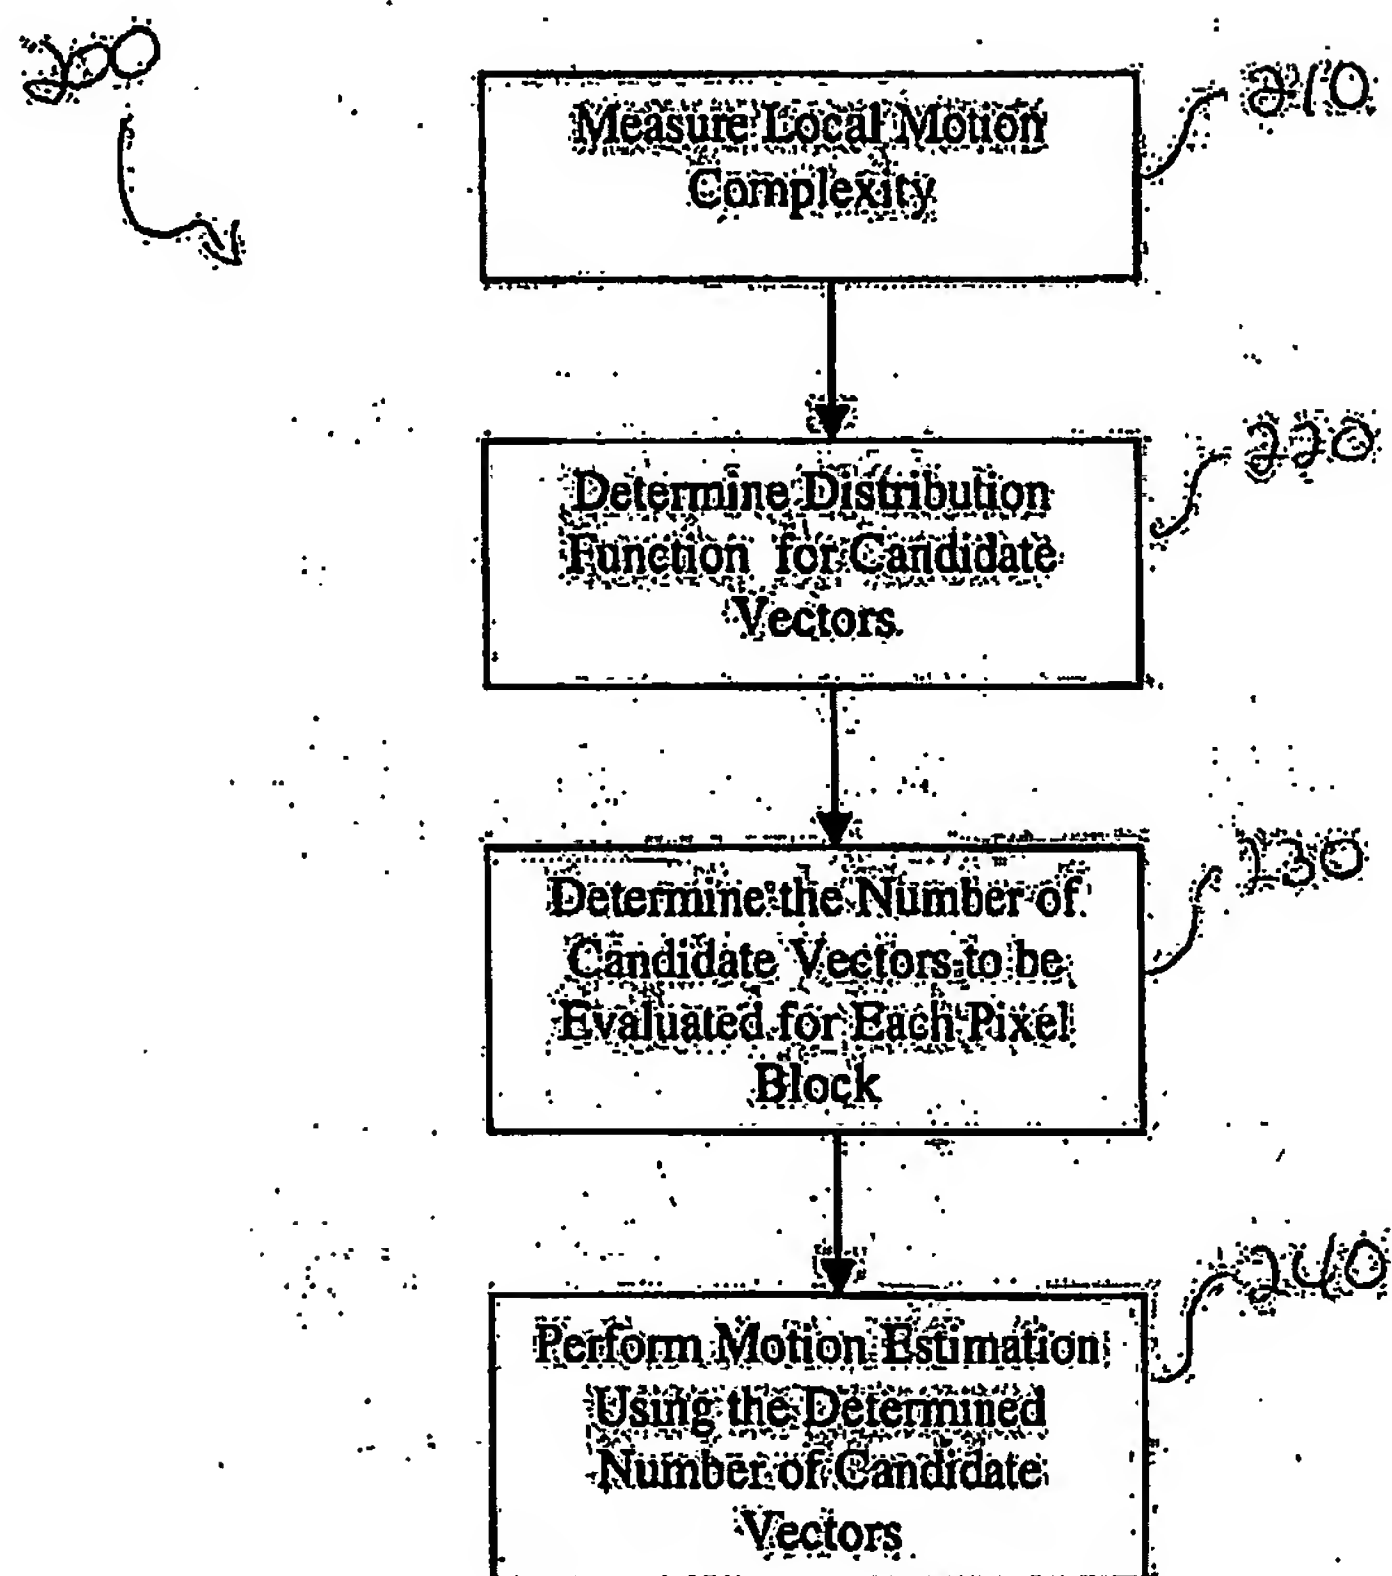 200
210
Measure Local Motion
Complexity
220
Determine Distribution
Function for Candidate
Vectors
230
Determine the Number of
Candidate Vectors to be
Evaluated for Each Pixel
Block
240
Perform Motion Estimation
Using the Determined
Number of Candidate
Vectors